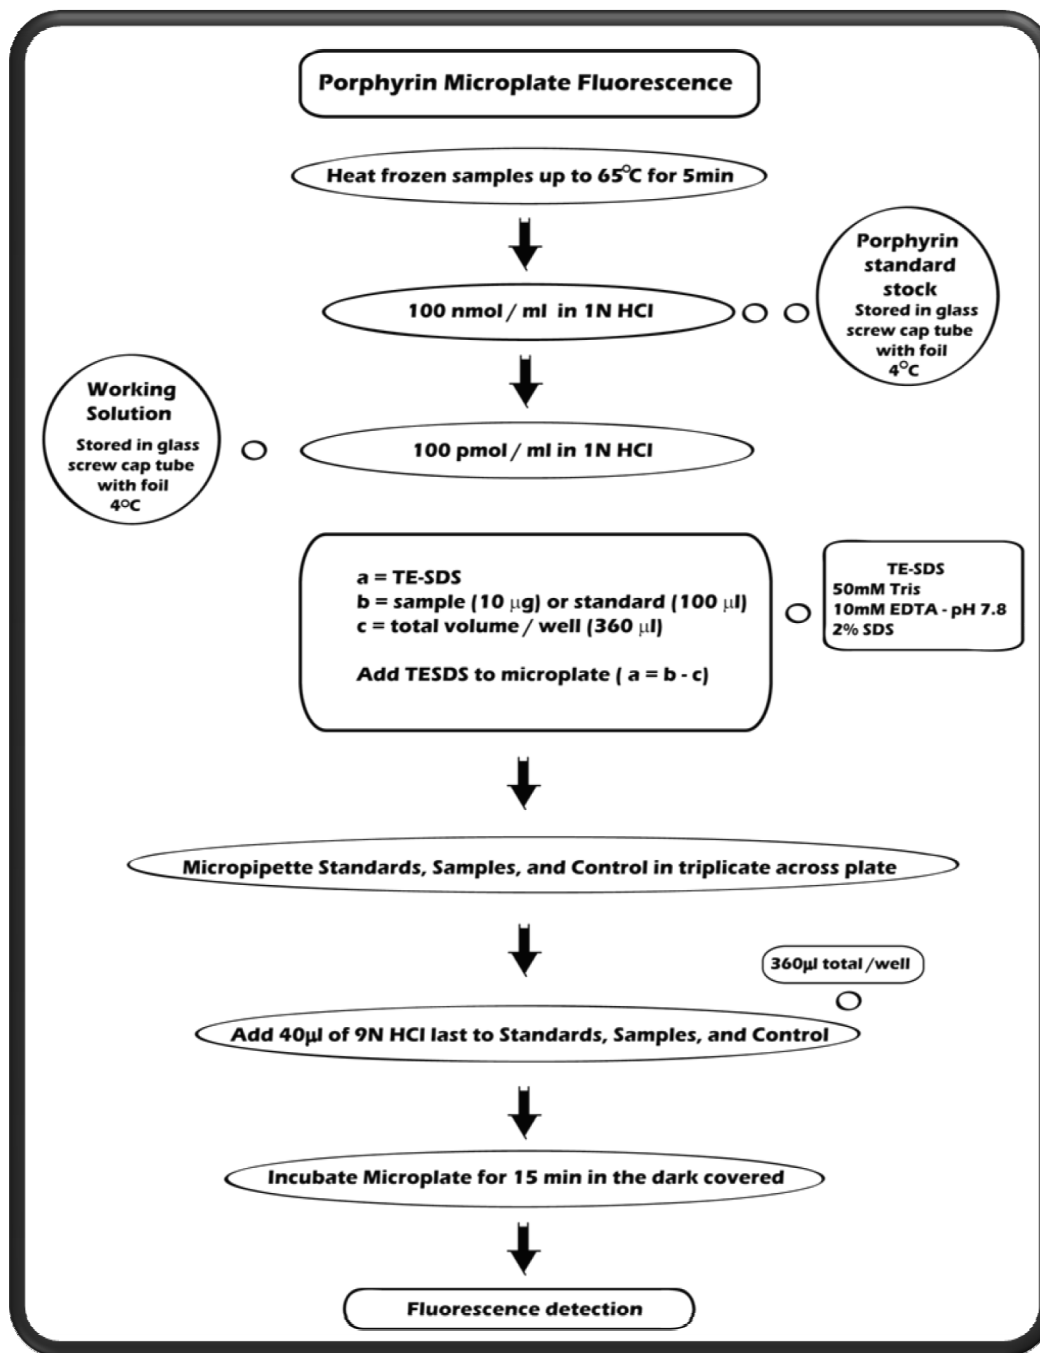 Porphyrin Microplate Fluorescence
Heat frozen samples up to 65°C for 5min
100 nmol / ml in 1N HCl
Porphyrin
standard
stock
Stored in glass
screw cap tube
with foil
4°C
Working
Solution
Stored in glass
screw cap tube
with foil
4°C
100 pmol / ml in 1N HCl
a = TE-SDS
b = sample (10 µg) or standard (100 µl)
c = total volume / well (360 µl)
Add TESDS to microplate ( a = b - c)
TE-SDS
50mM Tris
10mM EDTA - pH 7.8
2% SDS
Micropipette Standards, Samples, and Control in triplicate across plate
360µl total /well
Add 40µl of 9N HCl last to Standards, Samples, and Control
Incubate Microplate for 15 min in the dark covered
Fluorescence detection